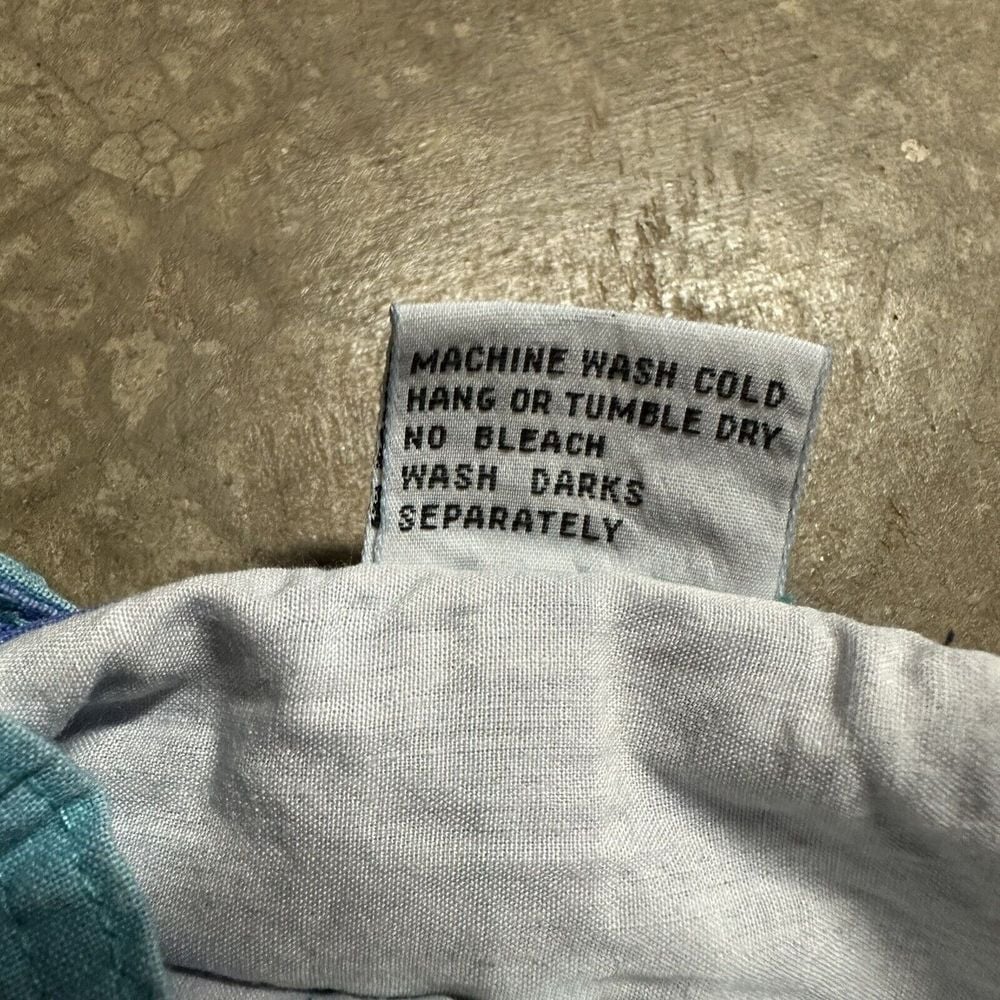 MACHINE WASH COLD
HANG OR TUMBLE DRY
NO BLEACH
WASH DARKS
SEPARATELY